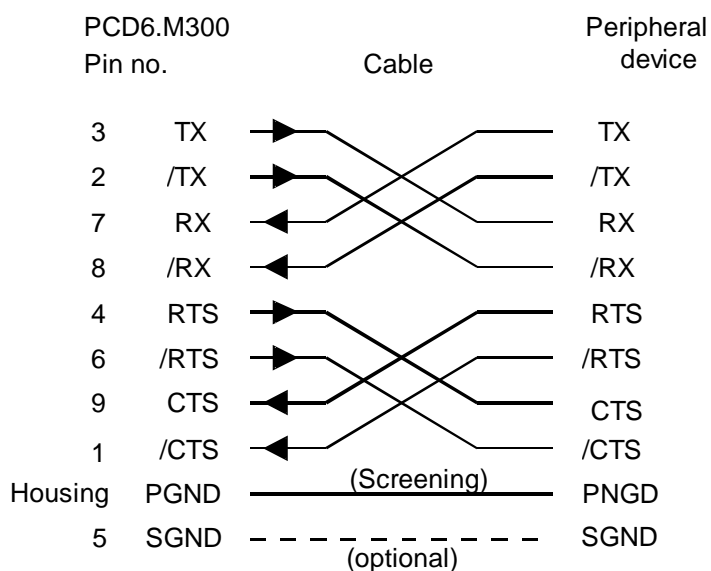 PCD6.M300 Peripheral
Pin no. Cable device
3 TX TX
2 /TX /TX
7 RX RX
8 /RX /RX
4 RTS RTS
6 /RTS /RTS
9 CTS CTS
1 /CTS /CTS
Housing PGND (Screening) PNGD
5 SGND (optional) SGND